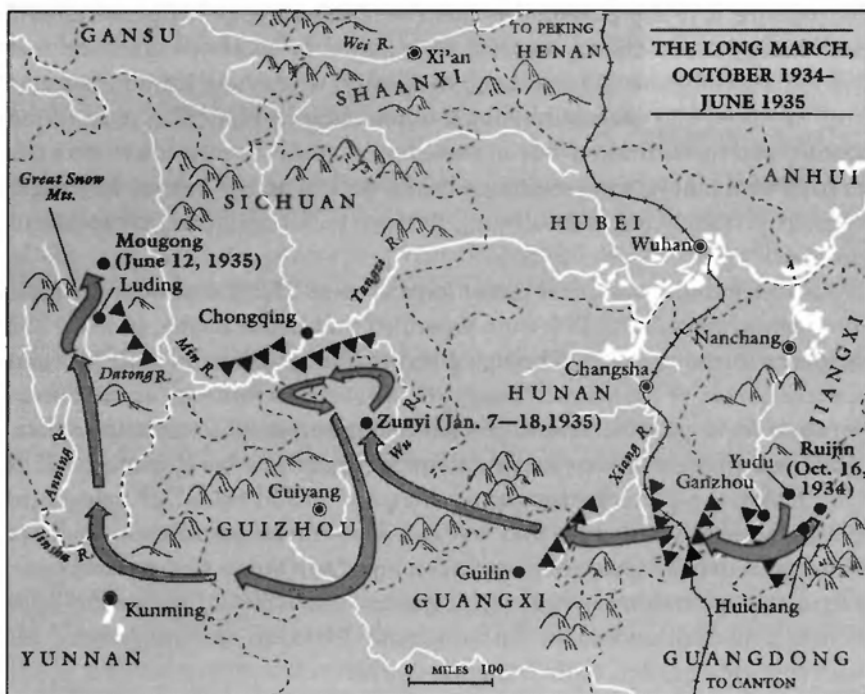 GANSU
Wei R.
Xi'an
SHAANXI
TO PEKING
HENAN
THE LONG MARCH,
OCTOBER 1934–
JUNE 1935
ANHUI
Great Snow
Mts.
SICHUAN
HUBEI
Mougong
(June 12, 1935)
Luding
Wuhan
Yangzi R.
Chongqing
Min R.
Datong R.
Nanchang
Changsha
HUNAN
JIANGXI
Zunyi (Jan. 7—18,1935)
Wu R.
Xiang R.
Ruijin
(Oct. 16,
1934)
Yudu
Ganzhou
Anning R.
Guiyang
GUIZHOU
Jinsha R.
Guilin
GUANGXI
Huichang
Kunming
YUNNAN
0 MILES 100
GUANGDONG
TO CANTON